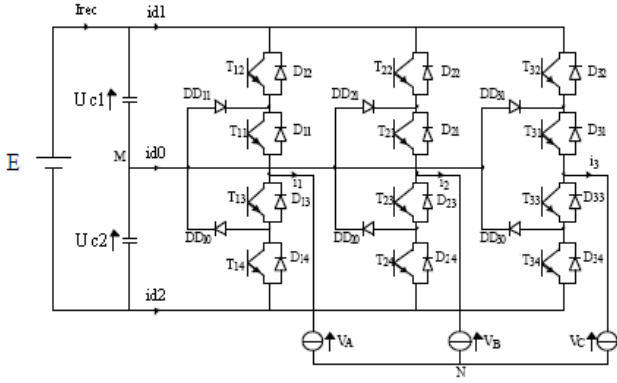 Irec id1
T12 D12 T22 D22 T32 D32
Uc1 DD11 DD21 DD31
T11 D11 T21 D21 T31 D31
E M id0
i1 i2 i3
T13 D13 T23 D23 T33 D33
Uc2 DD10 DD20 DD30
T14 D14 T24 D24 T34 D34
id2
VA VB VC
N